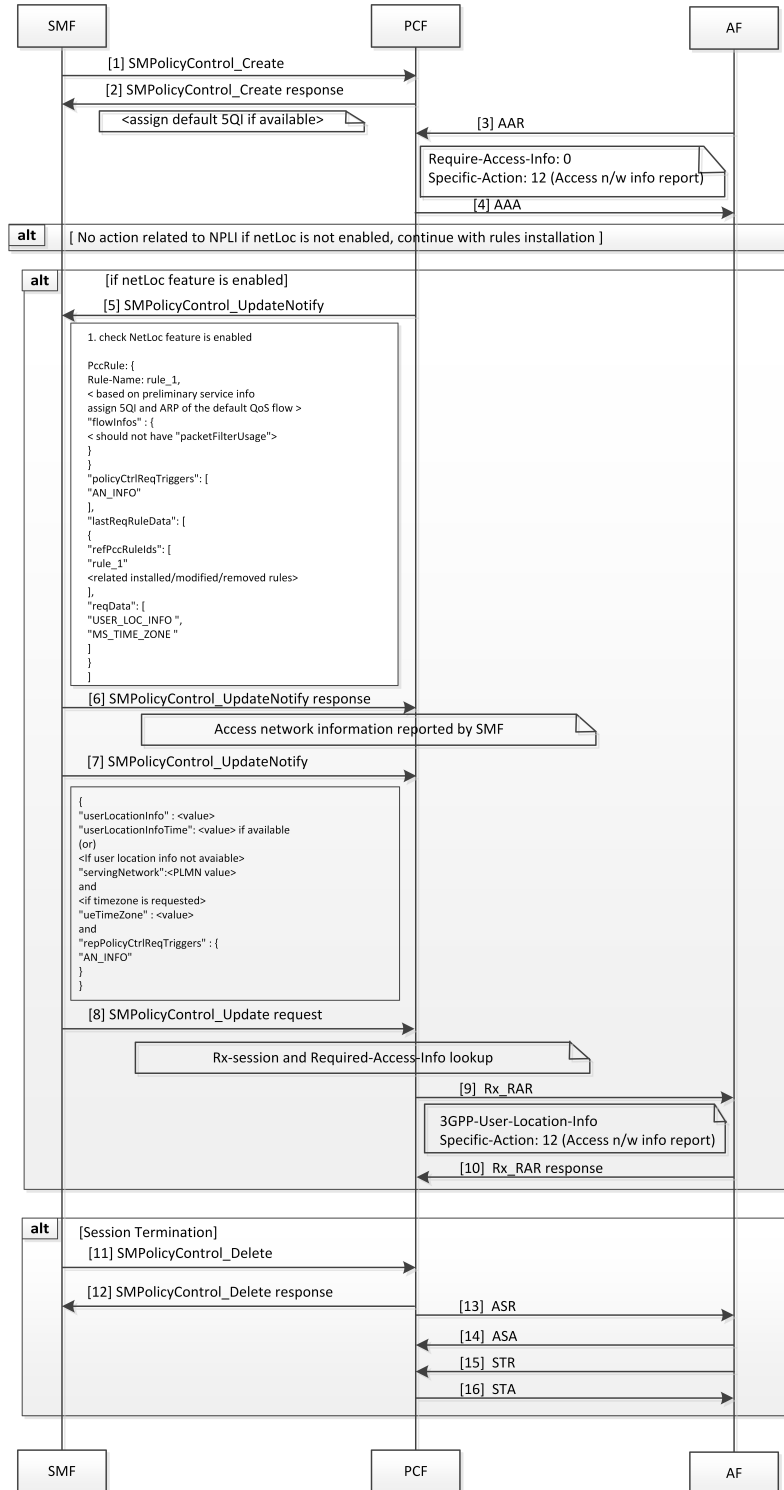 SMF
PCF
AF
[1] SMPolicyControl_Create
[2] SMPolicyControl_Create response
<assign default 5QI if available>
[3] AAR
Require-Access-Info: 0
Specific-Action: 12 (Access n/w info report)
[4] AAA
alt
[ No action related to NPLI if netLoc is not enabled, continue with rules installation ]
alt
[if netLoc feature is enabled]
[5] SMPolicyControl_UpdateNotify
1. check NetLoc feature is enabled
PccRule: {
Rule-Name: rule_1,
< based on preliminary service info
assign 5QI and ARP of the default QoS flow >
"flowInfos" : {
< should not have "packetFilterUsage">
}
}
"policyCtrlReqTriggers": [
"AN_INFO"
],
"lastReqRuleData": [
{
"refPccRuleIds": [
"rule_1"
<related installed/modified/removed rules>
],
"reqData": [
"USER_LOC_INFO ",
"MS_TIME_ZONE "
]
}
]
[6] SMPolicyControl_UpdateNotify response
Access network information reported by SMF
[7] SMPolicyControl_UpdateNotify
{
"userLocationInfo" : <value>
"userLocationInfoTime": <value> if available
(or)
<If user location info not avaiable>
"servingNetwork":<PLMN value>
and
<if timezone is requested>
"ueTimeZone" : <value>
and
"repPolicyCtrlReqTriggers" : {
"AN_INFO"
}
}
[8] SMPolicyControl_Update request
Rx-session and Required-Access-Info lookup
[9] Rx_RAR
3GPP-User-Location-Info
Specific-Action: 12 (Access n/w info report)
[10] Rx_RAR response
alt
[Session Termination]
[11] SMPolicyControl_Delete
[12] SMPolicyControl_Delete response
[13] ASR
[14] ASA
[15] STR
[16] STA
SMF
PCF
AF